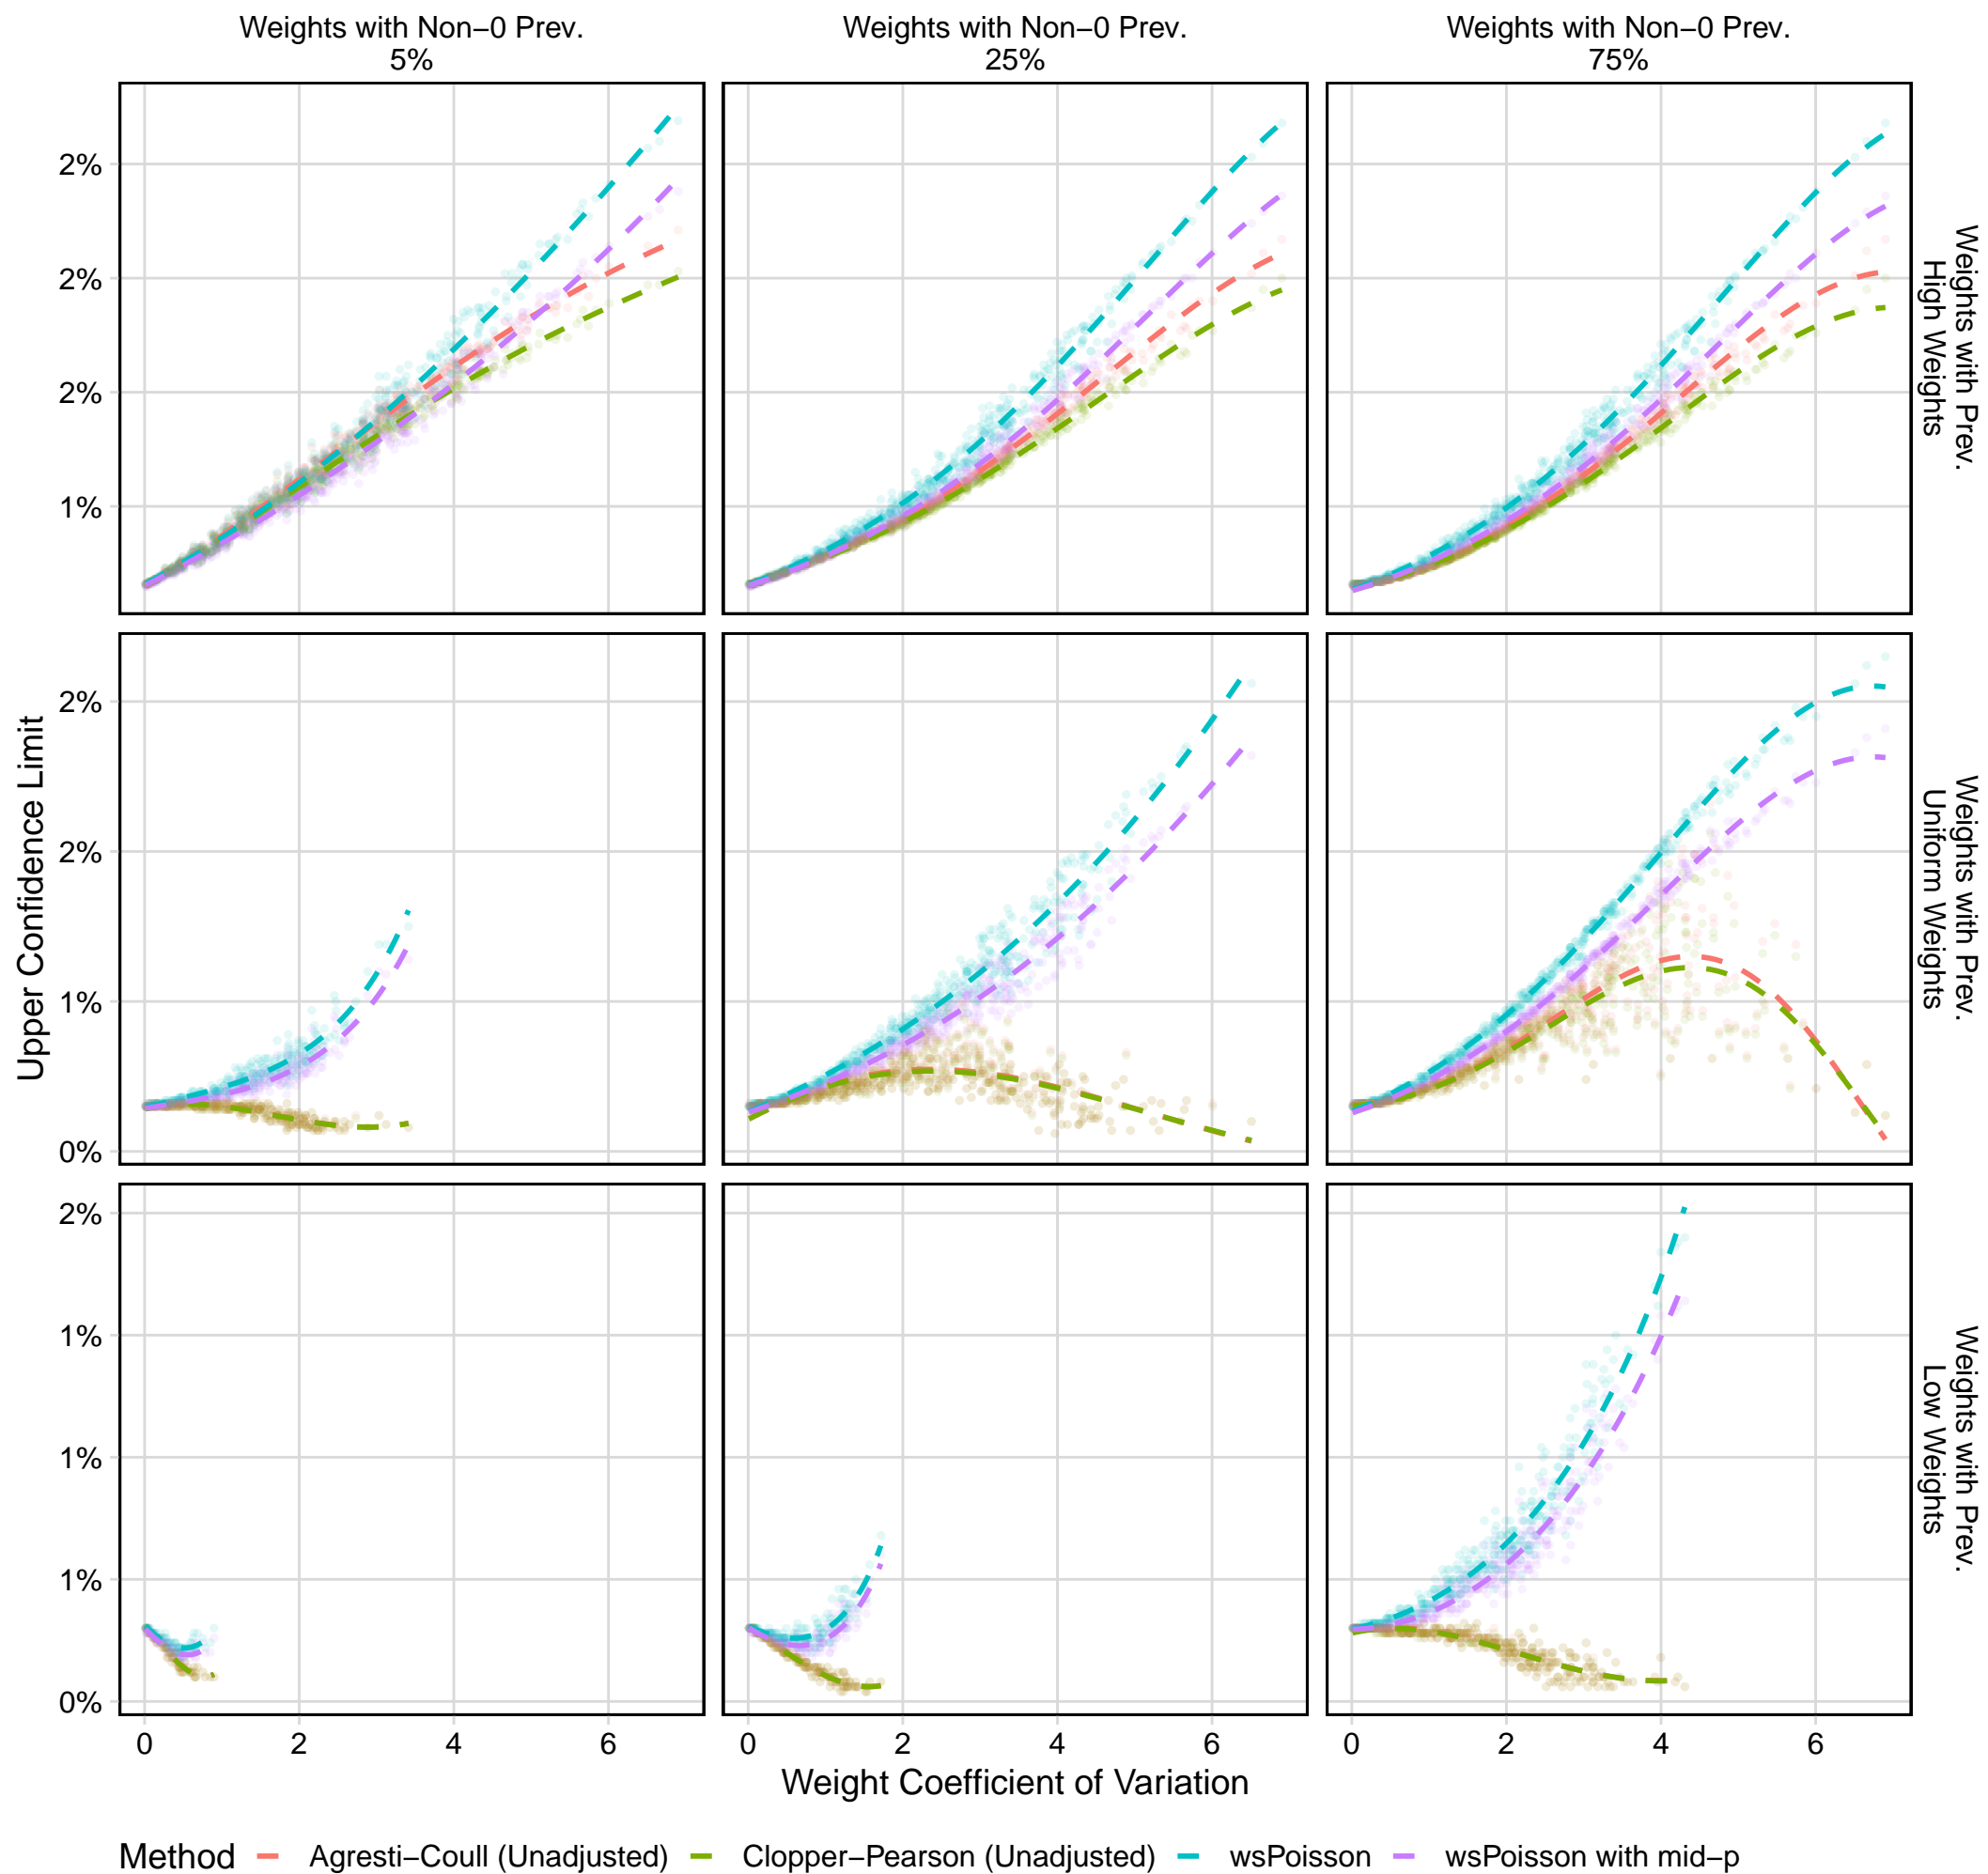 Weights with Non−0 Prev.
5%
Weights with Non−0 Prev.
25%
Weights with Non−0 Prev.
75%
2%
2%
2%
1%
Weights with Prev.
High Weights
2%
2%
1%
0%
Weights with Prev.
Uniform Weights
2%
1%
1%
1%
0%
Weights with Prev.
Low Weights
Upper Confidence Limit
0 2 4 6
0 2 4 6
0 2 4 6
Weight Coefficient of Variation
Method Agresti−Coull (Unadjusted) Clopper−Pearson (Unadjusted) wsPoisson wsPoisson with mid−p